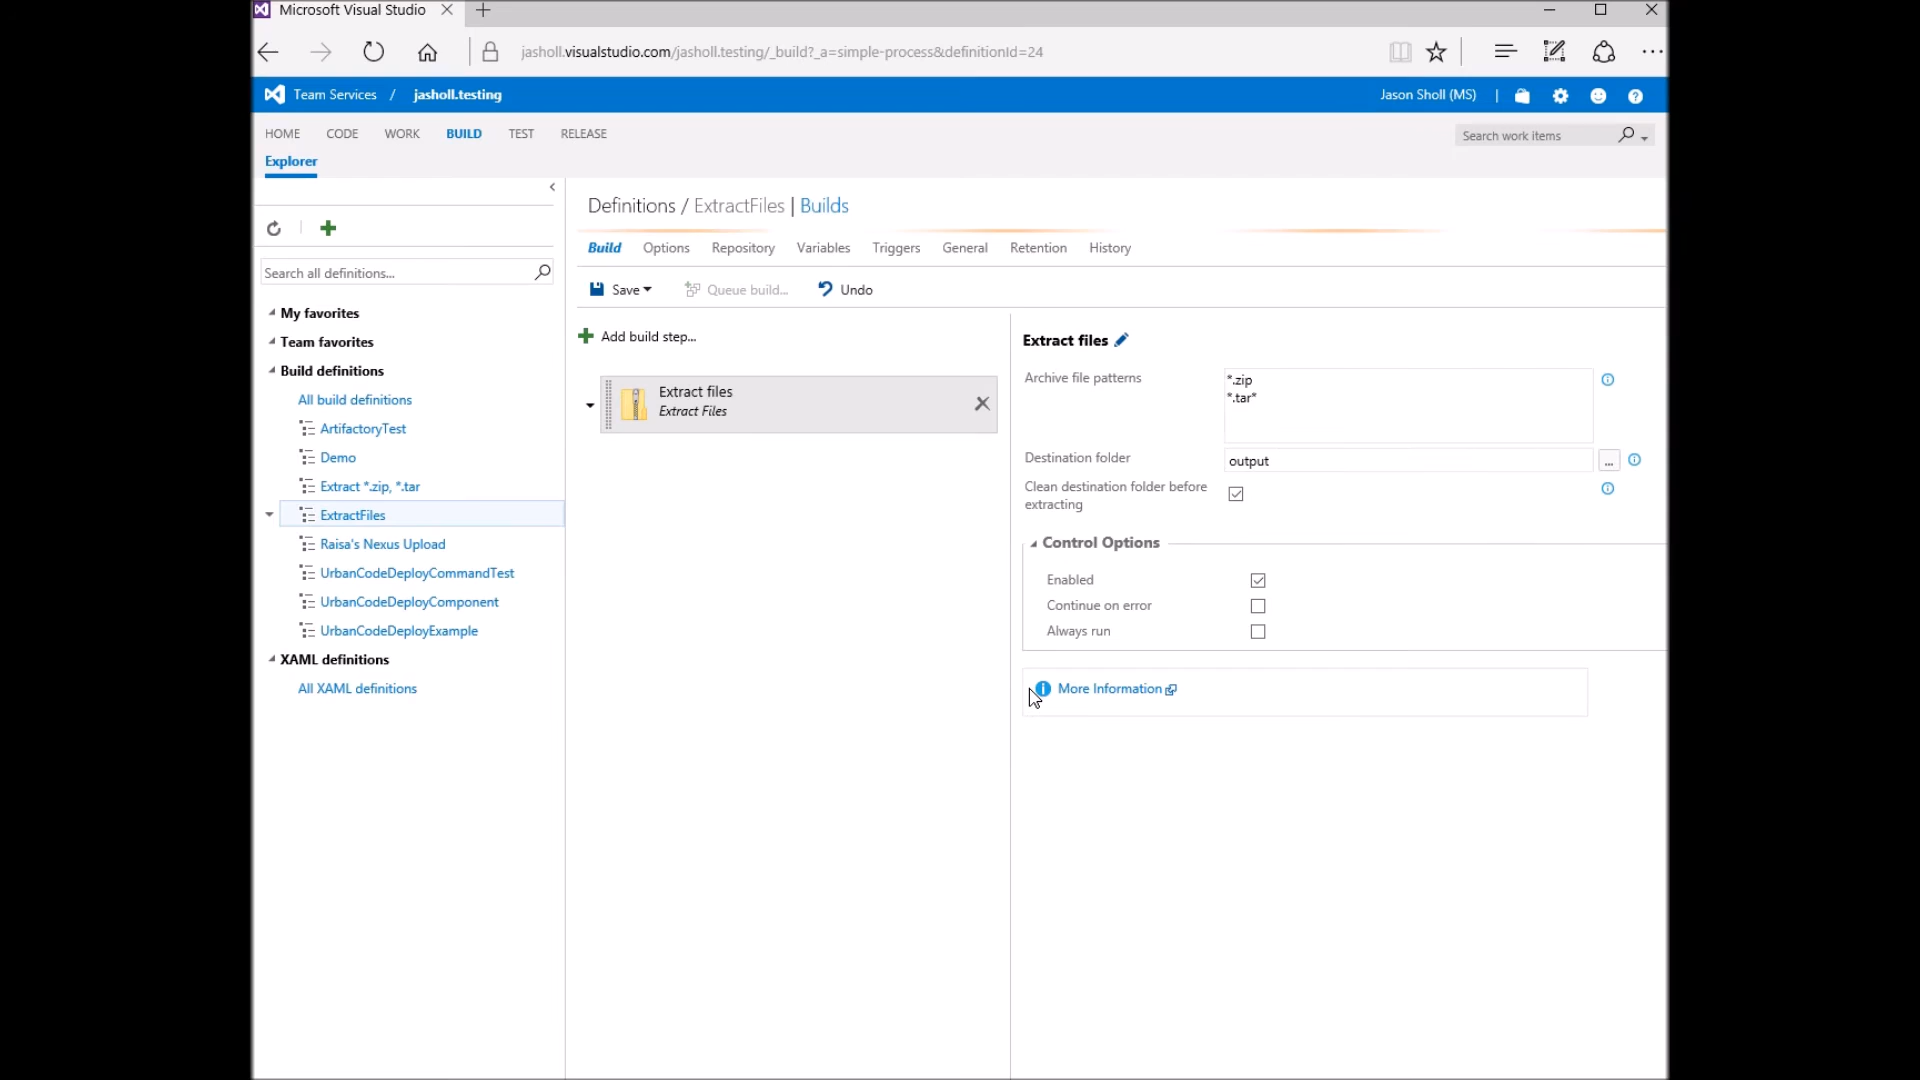 Microsoft Visual Studio
jasholl.visualstudio.com/jasholl.testing/_build?_a=simple-process&definitionId=24
Team Services / jasholl.testing
Jason Sholl (MS) |
HOME CODE WORK BUILD TEST RELEASE
Search work items
Explorer
Search all definitions...
My favorites
Team favorites
Build definitions
All build definitions
ArtifactoryTest
Demo
Extract *.zip, *.tar
ExtractFiles
Raisa's Nexus Upload
UrbanCodeDeployCommandTest
UrbanCodeDeployComponent
UrbanCodeDeployExample
XAML definitions
All XAML definitions
Definitions / ExtractFiles | Builds
Build Options Repository Variables Triggers General Retention History
Save Queue build... Undo
Add build step...
Extract files
Extract Files
Extract files
Archive file patterns
*.zip
*.tar*
Destination folder
output
...
Clean destination folder before
extracting
Control Options
Enabled
Continue on error
Always run
More Information